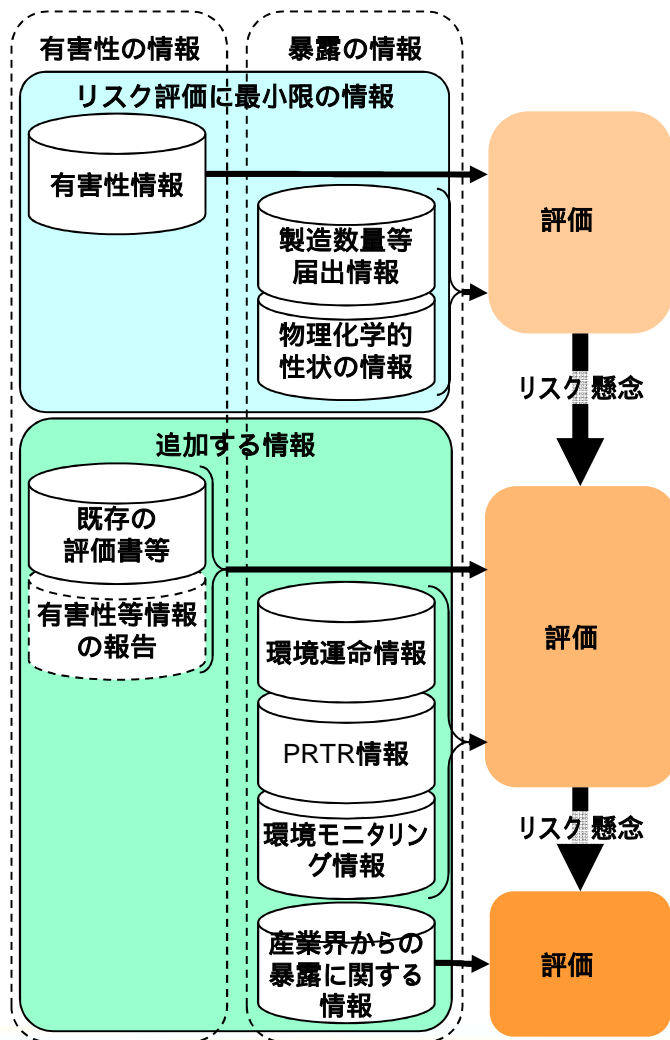 有害性の情報
暴露の情報
リスク評価に最小限の情報
有害性情報
製造数量等
届出情報
物理化学的
性状の情報
評価
リスク 懸念
追加する情報
既存の
評価書等
有害性等情報
の報告
環境運命情報
PRTR情報
環境モニタリン
グ情報
評価
リスク 懸念
産業界からの
暴露に関する
情報
評価